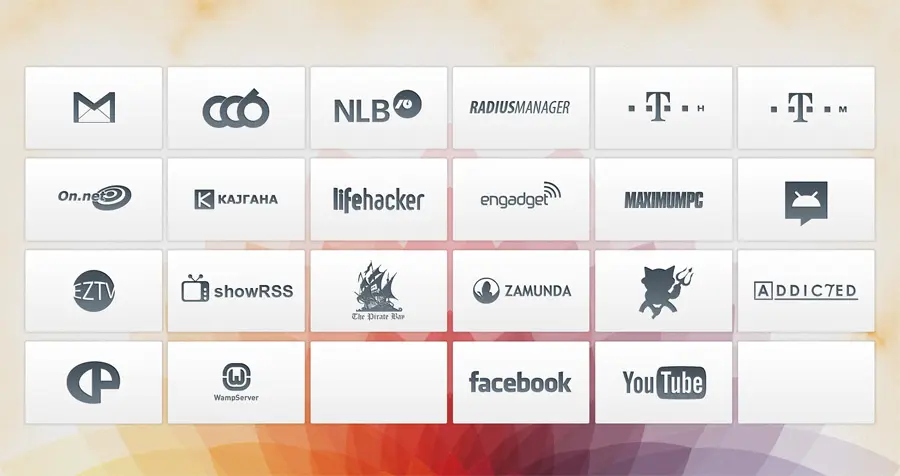 NLB
RADIUSMANAGER
T H
T M
On.net
К КАЈГАНА
lifehacker
engadget
MAXIMUMPC
EZTV
showRSS
The Pirate Bay
ZAMUNDA
ADDIC7ED
W
WampServer
facebook
YouTube